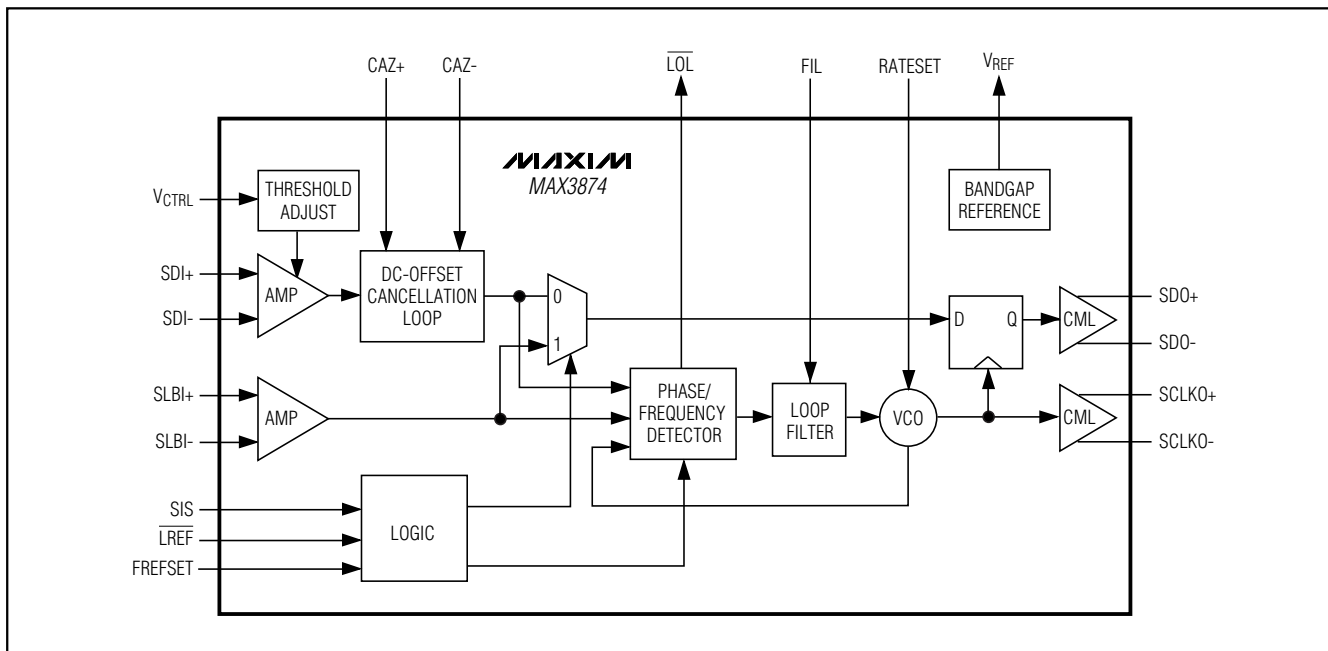 CAZ+ CAZ- LOL FIL RATESET VREF
MAXIM
MAX3874
VCTRL
THRESHOLD
ADJUST
BANDGAP
REFERENCE
SDI+
SDI-
AMP
DC-OFFSET
CANCELLATION
LOOP
0
1
D Q
CML
SDO+
SDO-
SLBI+
SLBI-
AMP
PHASE/
FREQUENCY
DETECTOR
LOOP
FILTER
VCO
CML
SCLKO+
SCLKO-
SIS
LREF
FREFSET
LOGIC